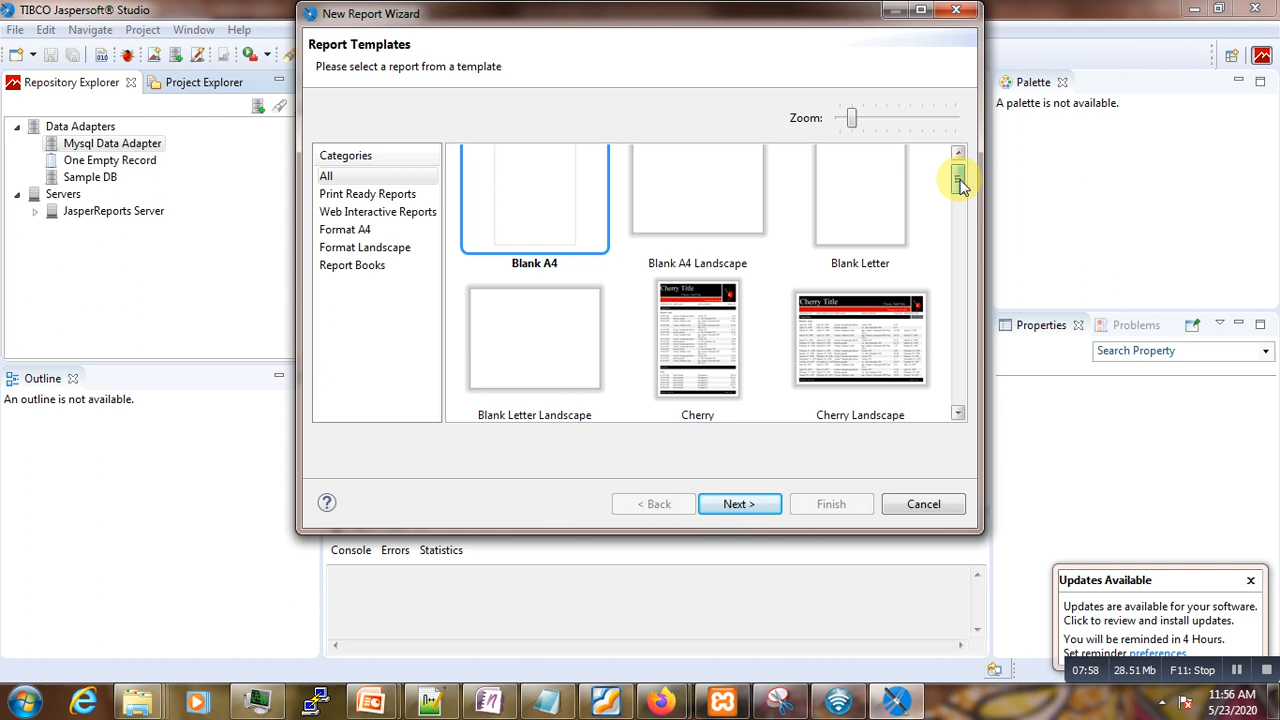 TIBCO Jaspersoft® Studio
New Report Wizard
File Edit Navigate Project Window Help
Report Templates
Please select a report from a template
Repository Explorer
Project Explorer
Palette
A palette is not available.
Zoom:
Data Adapters
Mysql Data Adapter
One Empty Record
Sample DB
Servers
JasperReports Server
Categories
All
Print Ready Reports
Web Interactive Reports
Format A4
Format Landscape
Report Books
Blank A4
Blank A4 Landscape
Blank Letter
Cherry Title
Cherry Title
Blank Letter Landscape
Cherry
Cherry Landscape
Properties
Problems
Search Property
Outline
An outline is not available.
< Back
Next >
Finish
Cancel
Console Errors Statistics
Updates Available
Updates are available for your software.
Click to review and install updates.
You will be reminded in 4 Hours.
Set reminder preferences
07:58
28.51 Mb
F11: Stop
11:56 AM
5/23/2020